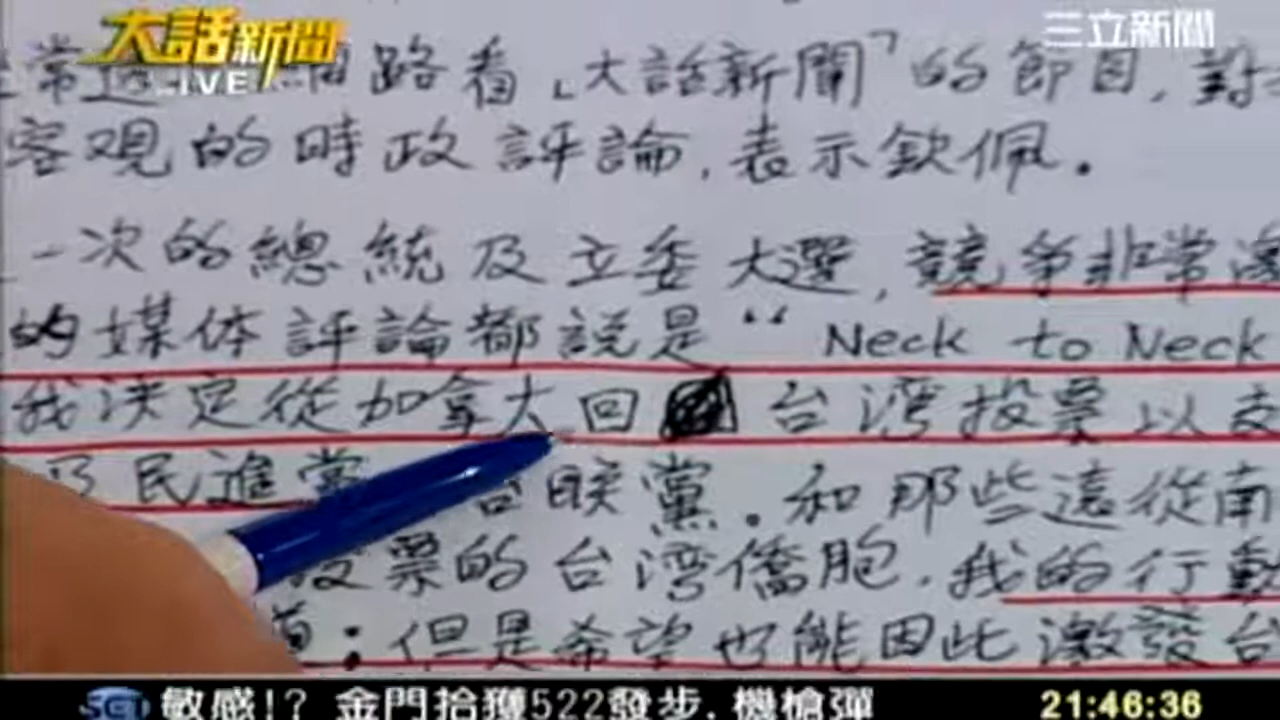 大話新聞
LIVE
三立新聞
常透 網路看「大話新聞」的節目,對
客觀的時政評論,表示欽佩.
一次的總統及立委大選,競爭非常激
的媒体評論都說是“Neck to Neck
我決定從加拿大回 台湾投票以支
民進黨 台聯黨.和那些遠從南
投票的台湾僑胞.我的行動
道:但是希望也能因此激發台
SET 敏感!? 金門拾獲522發步.機槍彈
21:46:36